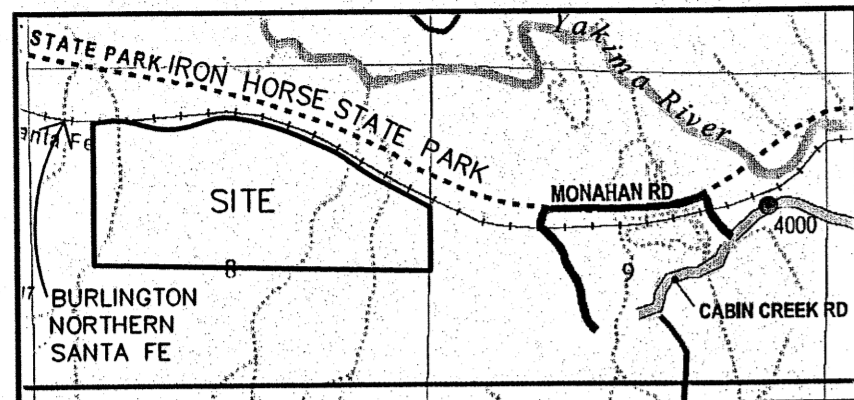 STATE PARK
IRON HORSE STATE PARK
Yakima River
anta Fe
SITE
MONAHAN RD
4000
8
9
17
BURLINGTON
NORTHERN
SANTA FE
CABIN CREEK RD